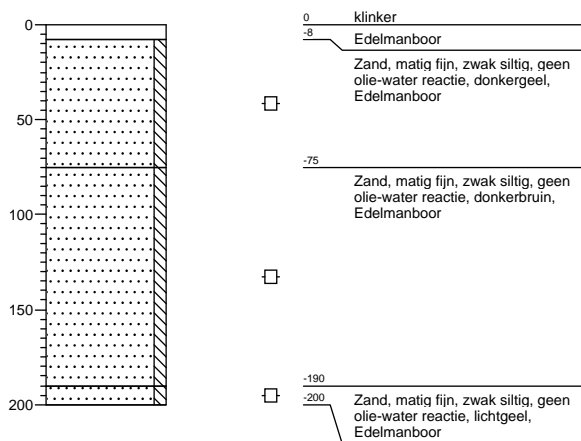 0
50
100
150
200
0
klinker
-8
Edelmanboor
Zand, matig fijn, zwak siltig, geen
olie-water reactie, donkergeel,
Edelmanboor
-75
Zand, matig fijn, zwak siltig, geen
olie-water reactie, donkerbruin,
Edelmanboor
-190
Zand, matig fijn, zwak siltig, geen
-200
olie-water reactie, lichtgeel,
Edelmanboor